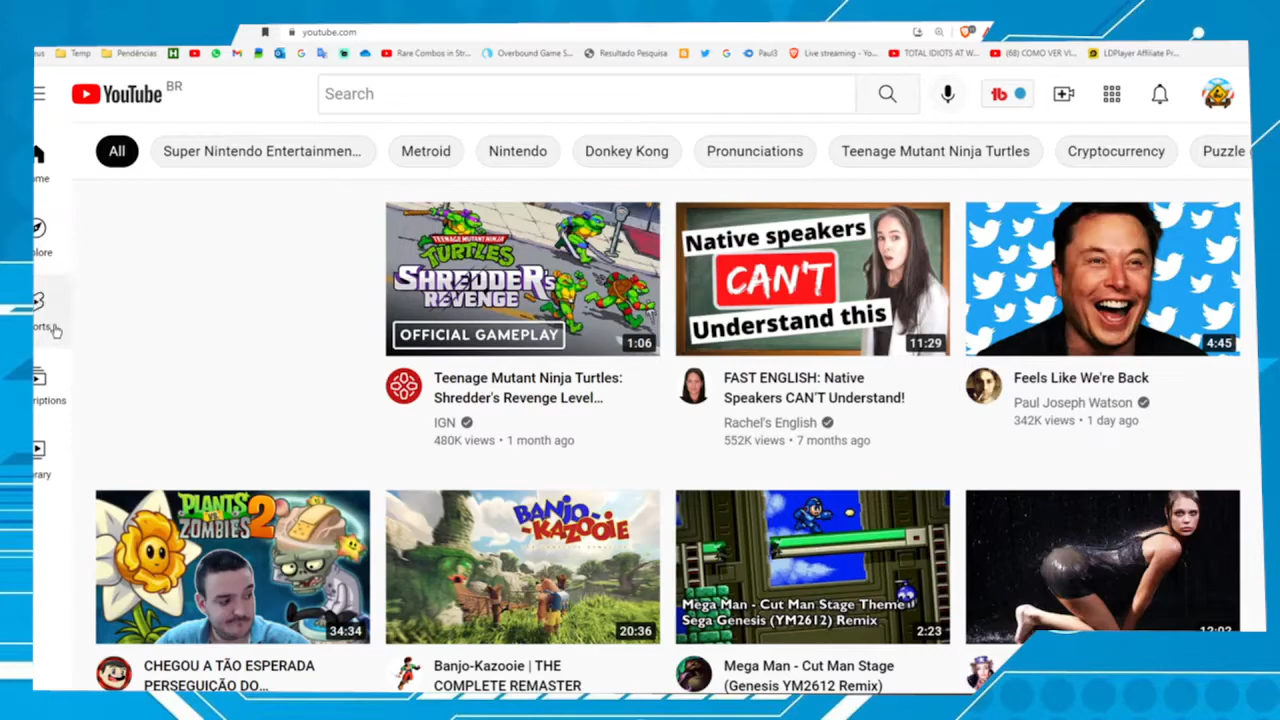 youtube.com
Temp
Pendências
Rare Combos in Str...
Overbound Game S...
Resultado Pesquisa
Paul3
Live streaming - Yo...
TOTAL IDIOTS AT W...
(68) COMO VER VI...
LDPlayer Affiliate Pr...
YouTube BR
Search
All
Super Nintendo Entertainmen...
Metroid
Nintendo
Donkey Kong
Pronunciations
Teenage Mutant Ninja Turtles
Cryptocurrency
Puzzle
ome
lore
orts
riptions
rary
TEENAGE MUTANT NINJA
TURTLES
SHREDDER'S
REVENGE
OFFICIAL GAMEPLAY
1:06
Teenage Mutant Ninja Turtles:
Shredder's Revenge Level...
IGN
480K views • 1 month ago
Native speakers
CAN'T
Understand this
11:29
FAST ENGLISH: Native
Speakers CAN'T Understand!
Rachel's English
552K views • 7 months ago
4:45
Feels Like We're Back
Paul Joseph Watson
342K views • 1 day ago
PLANTS
ZOMBIES 2
34:34
CHEGOU A TÃO ESPERADA
PERSEGUIÇÃO DO...
BANJO-
KAZOOIE
20:36
Banjo-Kazooie | THE
COMPLETE REMASTER
Mega Man - Cut Man Stage Theme
Sega Genesis (YM2612) Remix
2:23
Mega Man - Cut Man Stage
(Genesis YM2612 Remix)